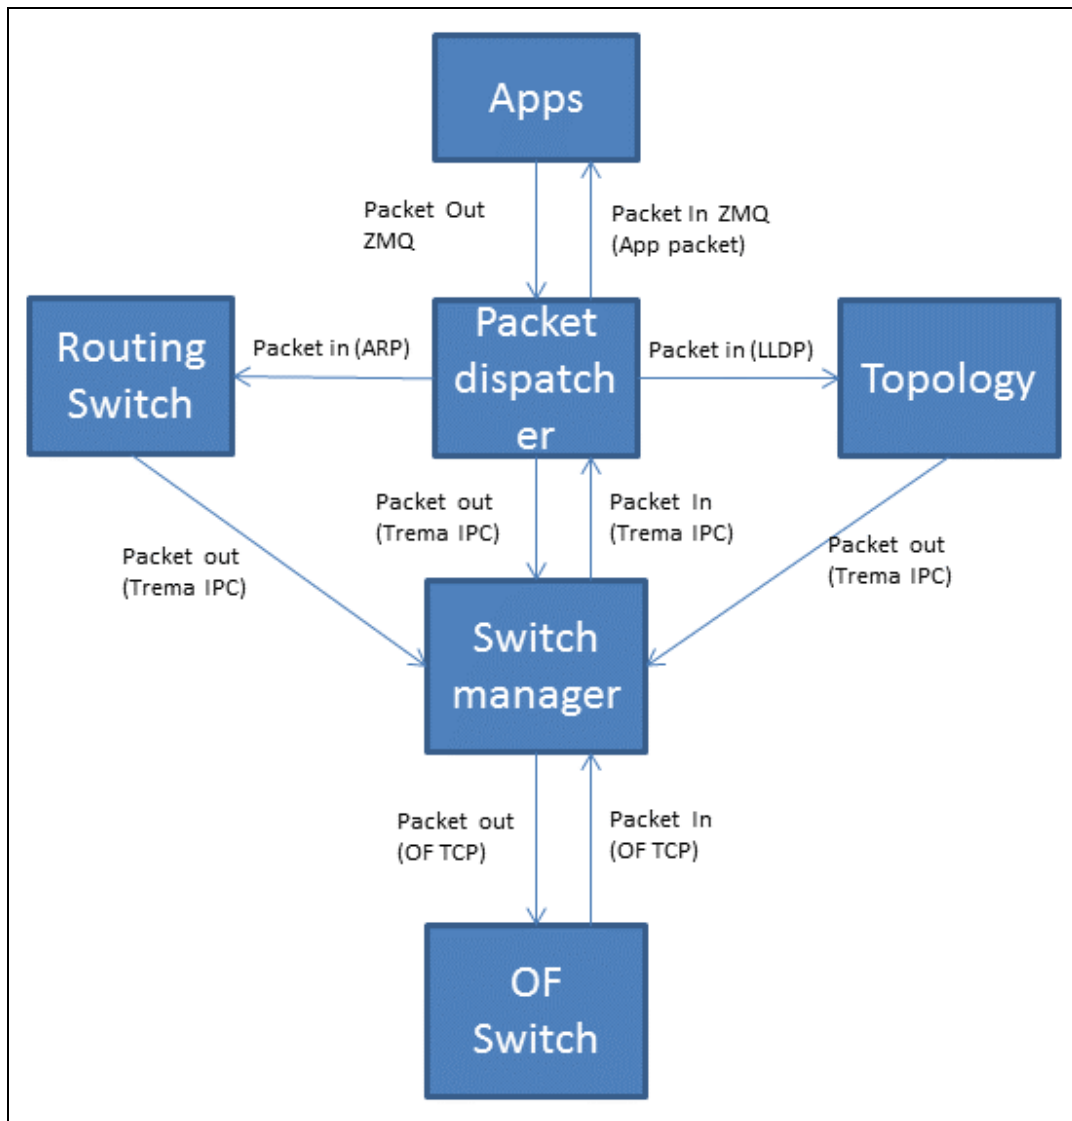 Apps
Packet Out
ZMQ
Packet In ZMQ
(App packet)
Routing
Switch
Packet in (ARP)
Packet
dispatch
er
Packet in (LLDP)
Topology
Packet out
(Trema IPC)
Packet In
(Trema IPC)
Packet out
(Trema IPC)
Packet out
(Trema IPC)
Switch
manager
Packet out
(OF TCP)
Packet In
(OF TCP)
OF
Switch